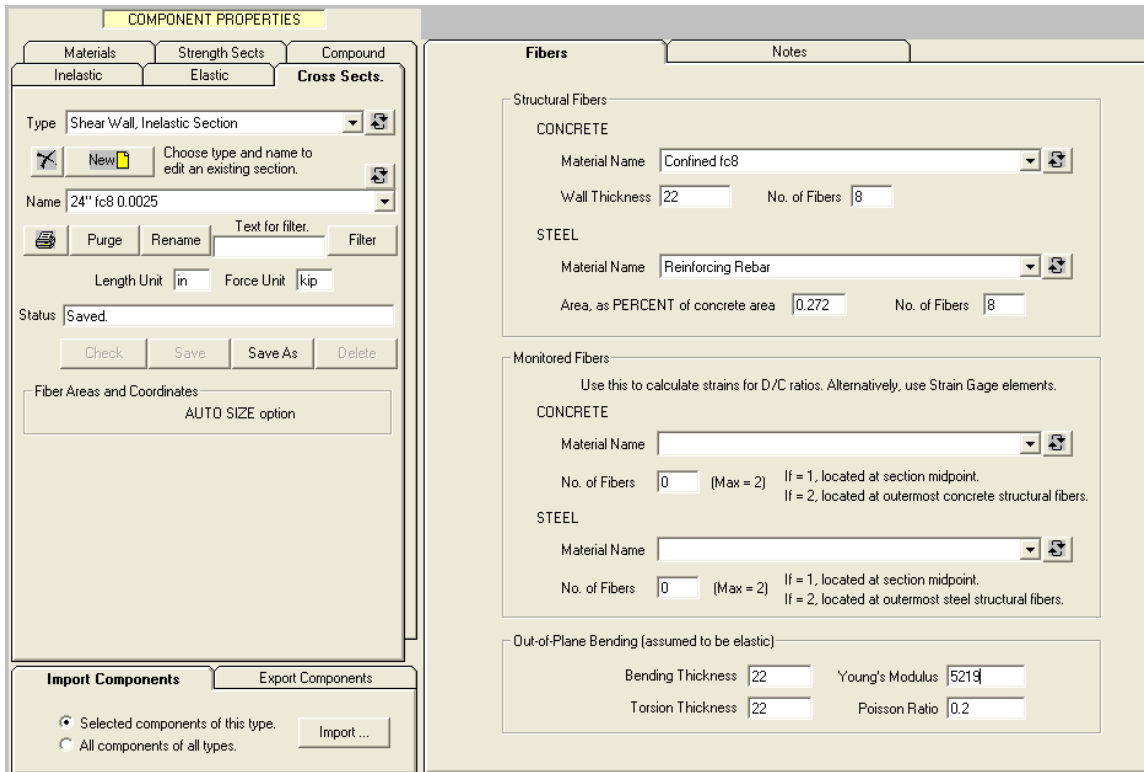 COMPONENT PROPERTIES
Materials Strength Sects Compound
Inelastic Elastic Cross Sects.
Type Shear Wall, Inelastic Section
New Choose type and name to
edit an existing section.
Name 24" fc8 0.0025
Text for filter.
Purge Rename Filter
Length Unit in Force Unit kip
Status Saved.
Check Save Save As Delete
Fiber Areas and Coordinates
AUTO SIZE option
Import Components Export Components
Selected components of this type.
All components of all types.
Import ...
Fibers Notes
Structural Fibers
CONCRETE
Material Name Confined fc8
Wall Thickness 22 No. of Fibers 8
STEEL
Material Name Reinforcing Rebar
Area, as PERCENT of concrete area 0.272 No. of Fibers 8
Monitored Fibers
Use this to calculate strains for D/C ratios. Alternatively, use Strain Gage elements.
CONCRETE
Material Name
No. of Fibers 0 (Max = 2) If = 1, located at section midpoint.
If = 2, located at outermost concrete structural fibers.
STEEL
Material Name
No. of Fibers 0 (Max = 2) If = 1, located at section midpoint.
If = 2, located at outermost steel structural fibers.
Out-of-Plane Bending (assumed to be elastic)
Bending Thickness 22 Young's Modulus 5219
Torsion Thickness 22 Poisson Ratio 0.2